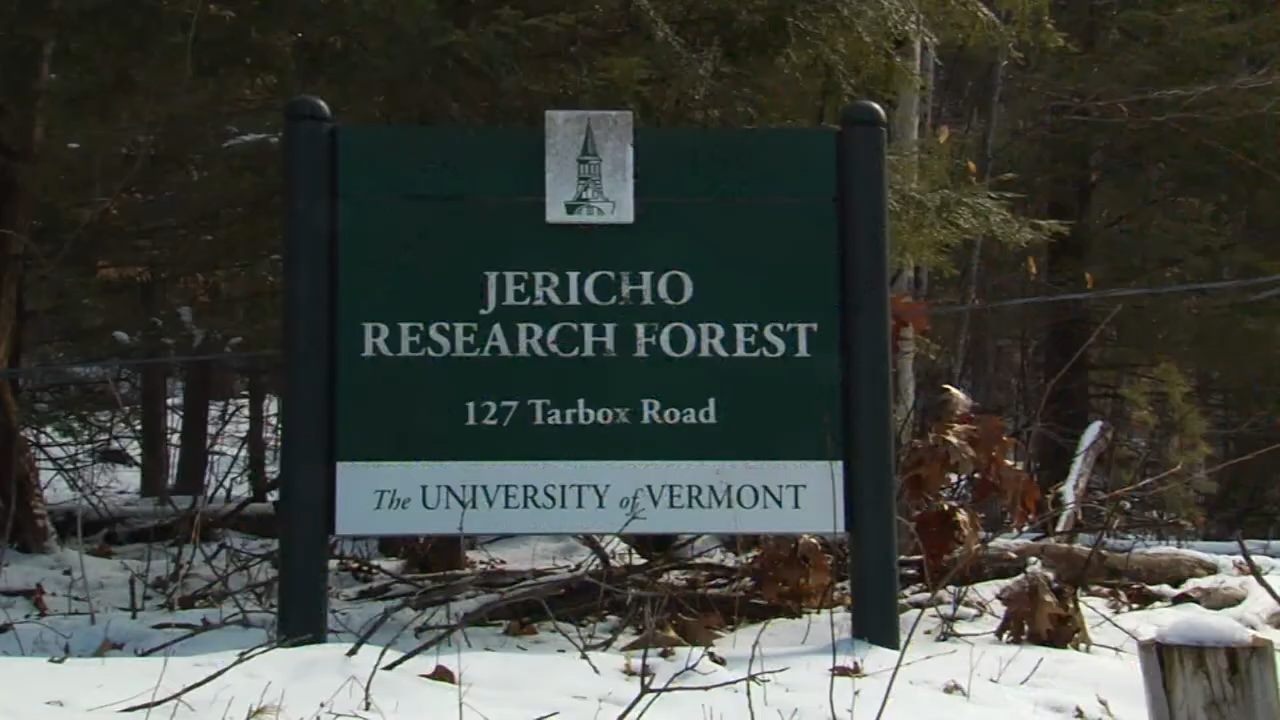 JERICHO
RESEARCH FOREST
127 Tarbox Road
The UNIVERSITY of VERMONT